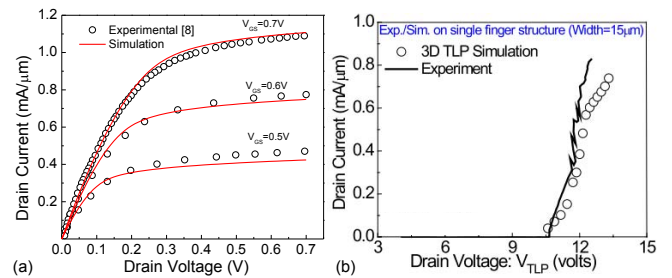 (a)
1.2
1.0
0.8
0.6
0.4
0.2
0.0
Drain Current (mA/μm)
Experimental [8]
Simulation
V_GS=0.7V
V_GS=0.6V
V_GS=0.5V
0.0 0.1 0.2 0.3 0.4 0.5 0.6 0.7
Drain Voltage (V)
(b)
1.0
0.8
0.6
0.4
0.2
0.0
Drain Current (mA/μm)
Exp./Sim. on single finger structure (Width=15μm)
3D TLP Simulation
Experiment
3 6 9 12 15
Drain Voltage: V_TLP (volts)